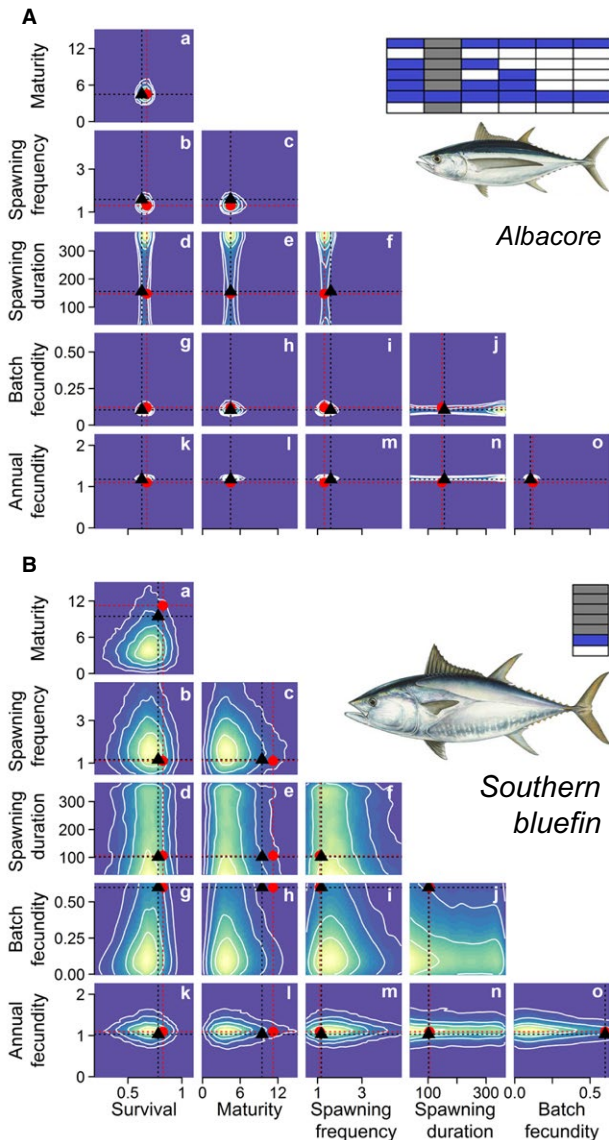 A
a
12
6
0
Maturity
b
c
3
1
Spawning
frequency
Albacore
d
e
f
300
200
100
Spawning
duration
g
h
i
j
0.50
0.25
0
Batch
fecundity
k
l
m
n
o
2
1
0
Annual
fecundity
B
a
12
6
0
Maturity
b
c
3
1
Spawning
frequency
Southern
bluefin
d
e
f
300
200
100
0
Spawning
duration
g
h
i
j
0.50
0.25
0.00
Batch
fecundity
k
l
m
n
o
2
1
0
Annual
fecundity
0.5 1 0 4 8 12 1 3 100 300 0.0 0.5
Survival Maturity Spawning Spawning Batch
frequency duration fecundity